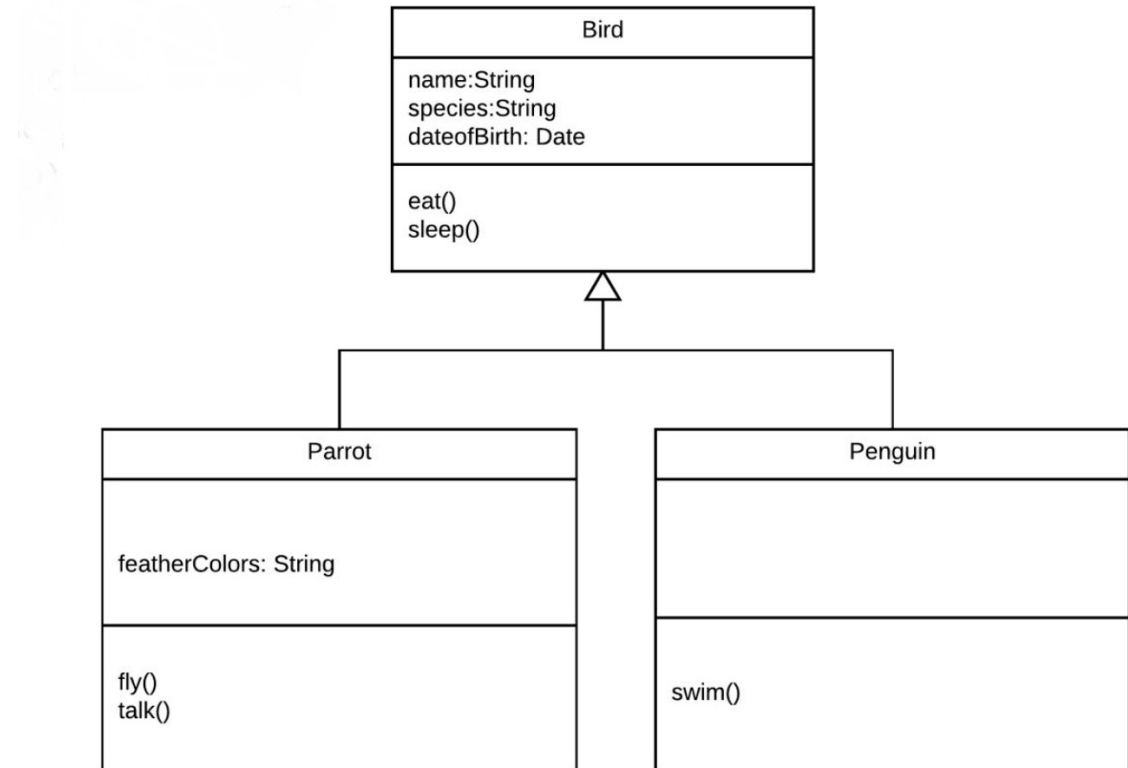 Bird
name:String
species:String
dateofBirth: Date
eat()
sleep()
Parrot
featherColors: String
fly()
talk()
Penguin
swim()